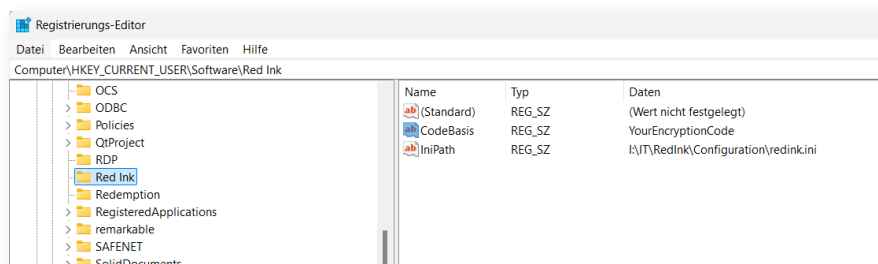 Registrierungs-Editor
Datei Bearbeiten Ansicht Favoriten Hilfe
Computer\HKEY_CURRENT_USER\Software\Red Ink
OCS
ODBC
Policies
QtProject
RDP
Red Ink
Redemption
RegisteredApplications
remarkable
SAFENET
SolidDocuments
Name Typ Daten
(Standard) REG_SZ (Wert nicht festgelegt)
CodeBasis REG_SZ YourEncryptionCode
IniPath REG_SZ I:\IT\RedInk\Configuration\redink.ini